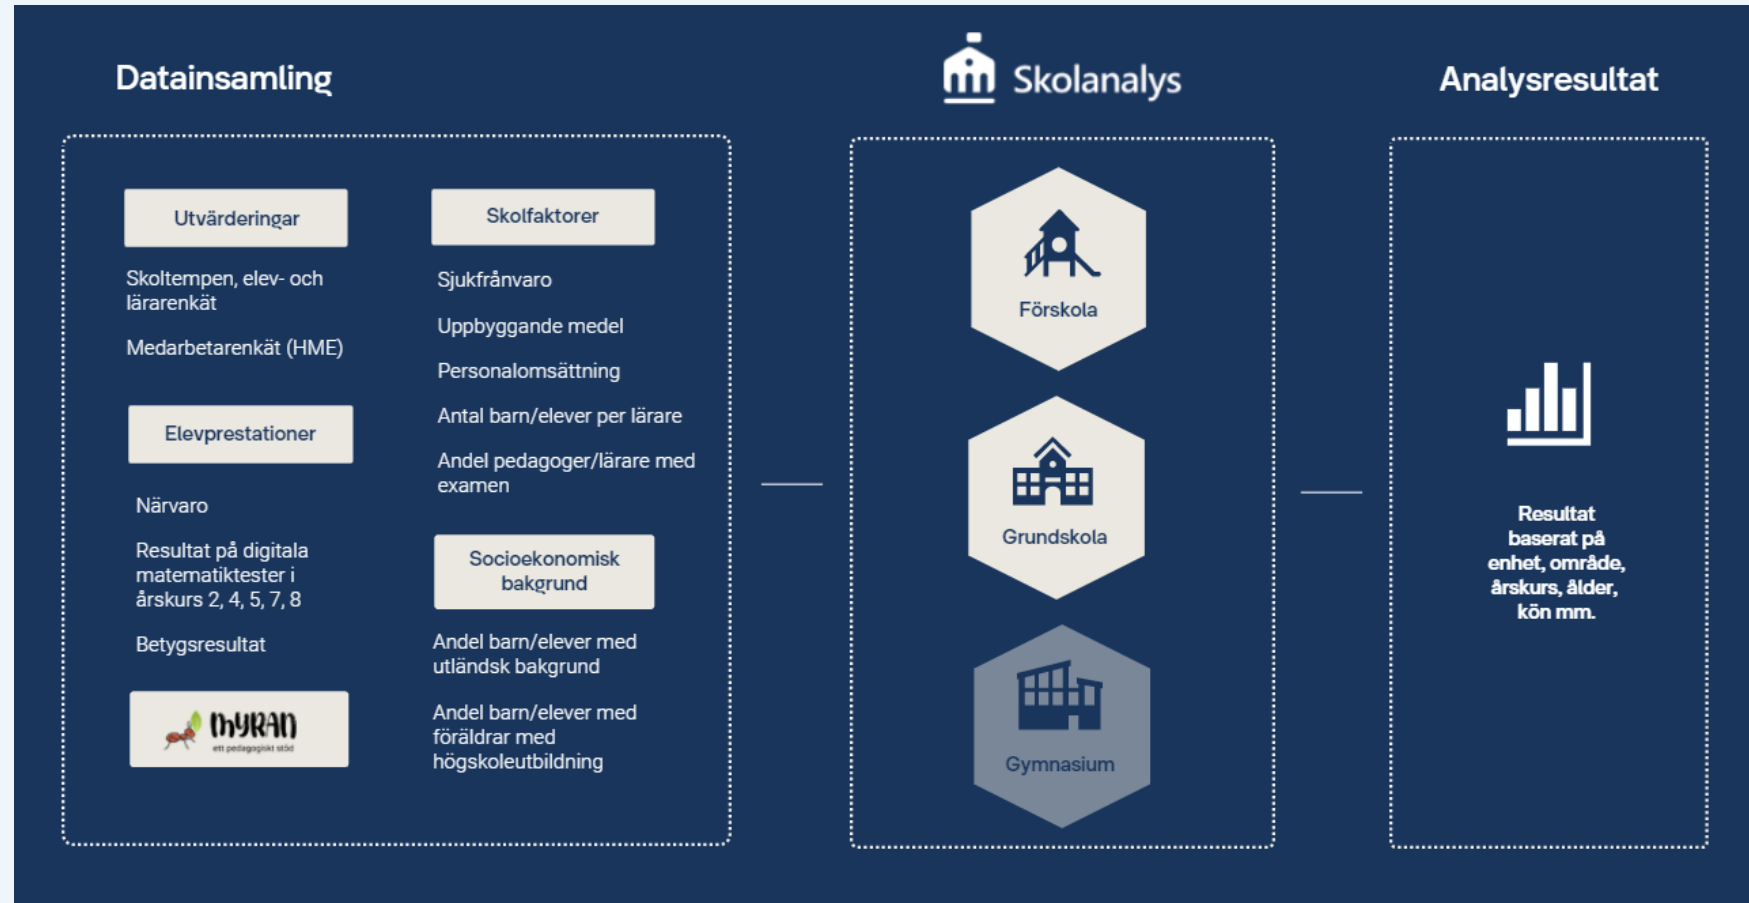 Datainsamling
Utvärderingar
Skoltempen, elev- och
lärarenkät
Medarbetarenkät (HME)
Elevprestationer
Närvaro
Resultat på digitala
matematiktester i
årskurs 2, 4, 5, 7, 8
Betygsresultat
MYRAN
ett pedagogiskt stöd
Skolfaktorer
Sjukfrånvaro
Uppbyggande medel
Personalomsättning
Antal barn/elever per lärare
Andel pedagoger/lärare med
examen
Socioekonomisk
bakgrund
Andel barn/elever med
utländsk bakgrund
Andel barn/elever med
föräldrar med
högskoleutbildning
Skolanalys
Förskola
Grundskola
Gymnasium
Analysresultat
Resultat
baserat på
enhet, område,
årskurs, ålder,
kön mm.